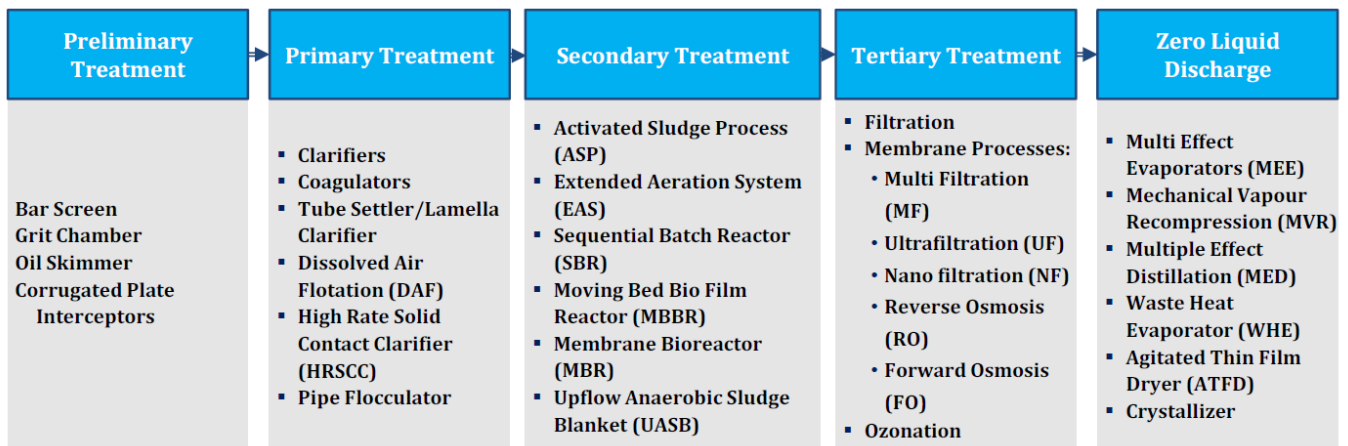 Preliminary
Treatment
Bar Screen
Grit Chamber
Oil Skimmer
Corrugated Plate
Interceptors
Primary Treatment
▪ Clarifiers
▪ Coagulators
▪ Tube Settler/Lamella
Clarifier
▪ Dissolved Air
Flotation (DAF)
▪ High Rate Solid
Contact Clarifier
(HRSCC)
▪ Pipe Flocculator
Secondary Treatment
▪ Activated Sludge Process
(ASP)
▪ Extended Aeration System
(EAS)
▪ Sequential Batch Reactor
(SBR)
▪ Moving Bed Bio Film
Reactor (MBBR)
▪ Membrane Bioreactor
(MBR)
▪ Upflow Anaerobic Sludge
Blanket (UASB)
Tertiary Treatment
▪ Filtration
▪ Membrane Processes:
• Multi Filtration
(MF)
• Ultrafiltration (UF)
• Nano filtration (NF)
• Reverse Osmosis
(RO)
• Forward Osmosis
(FO)
▪ Ozonation
Zero Liquid
Discharge
▪ Multi Effect
Evaporators (MEE)
▪ Mechanical Vapour
Recompression (MVR)
▪ Multiple Effect
Distillation (MED)
▪ Waste Heat
Evaporator (WHE)
▪ Agitated Thin Film
Dryer (ATFD)
▪ Crystallizer